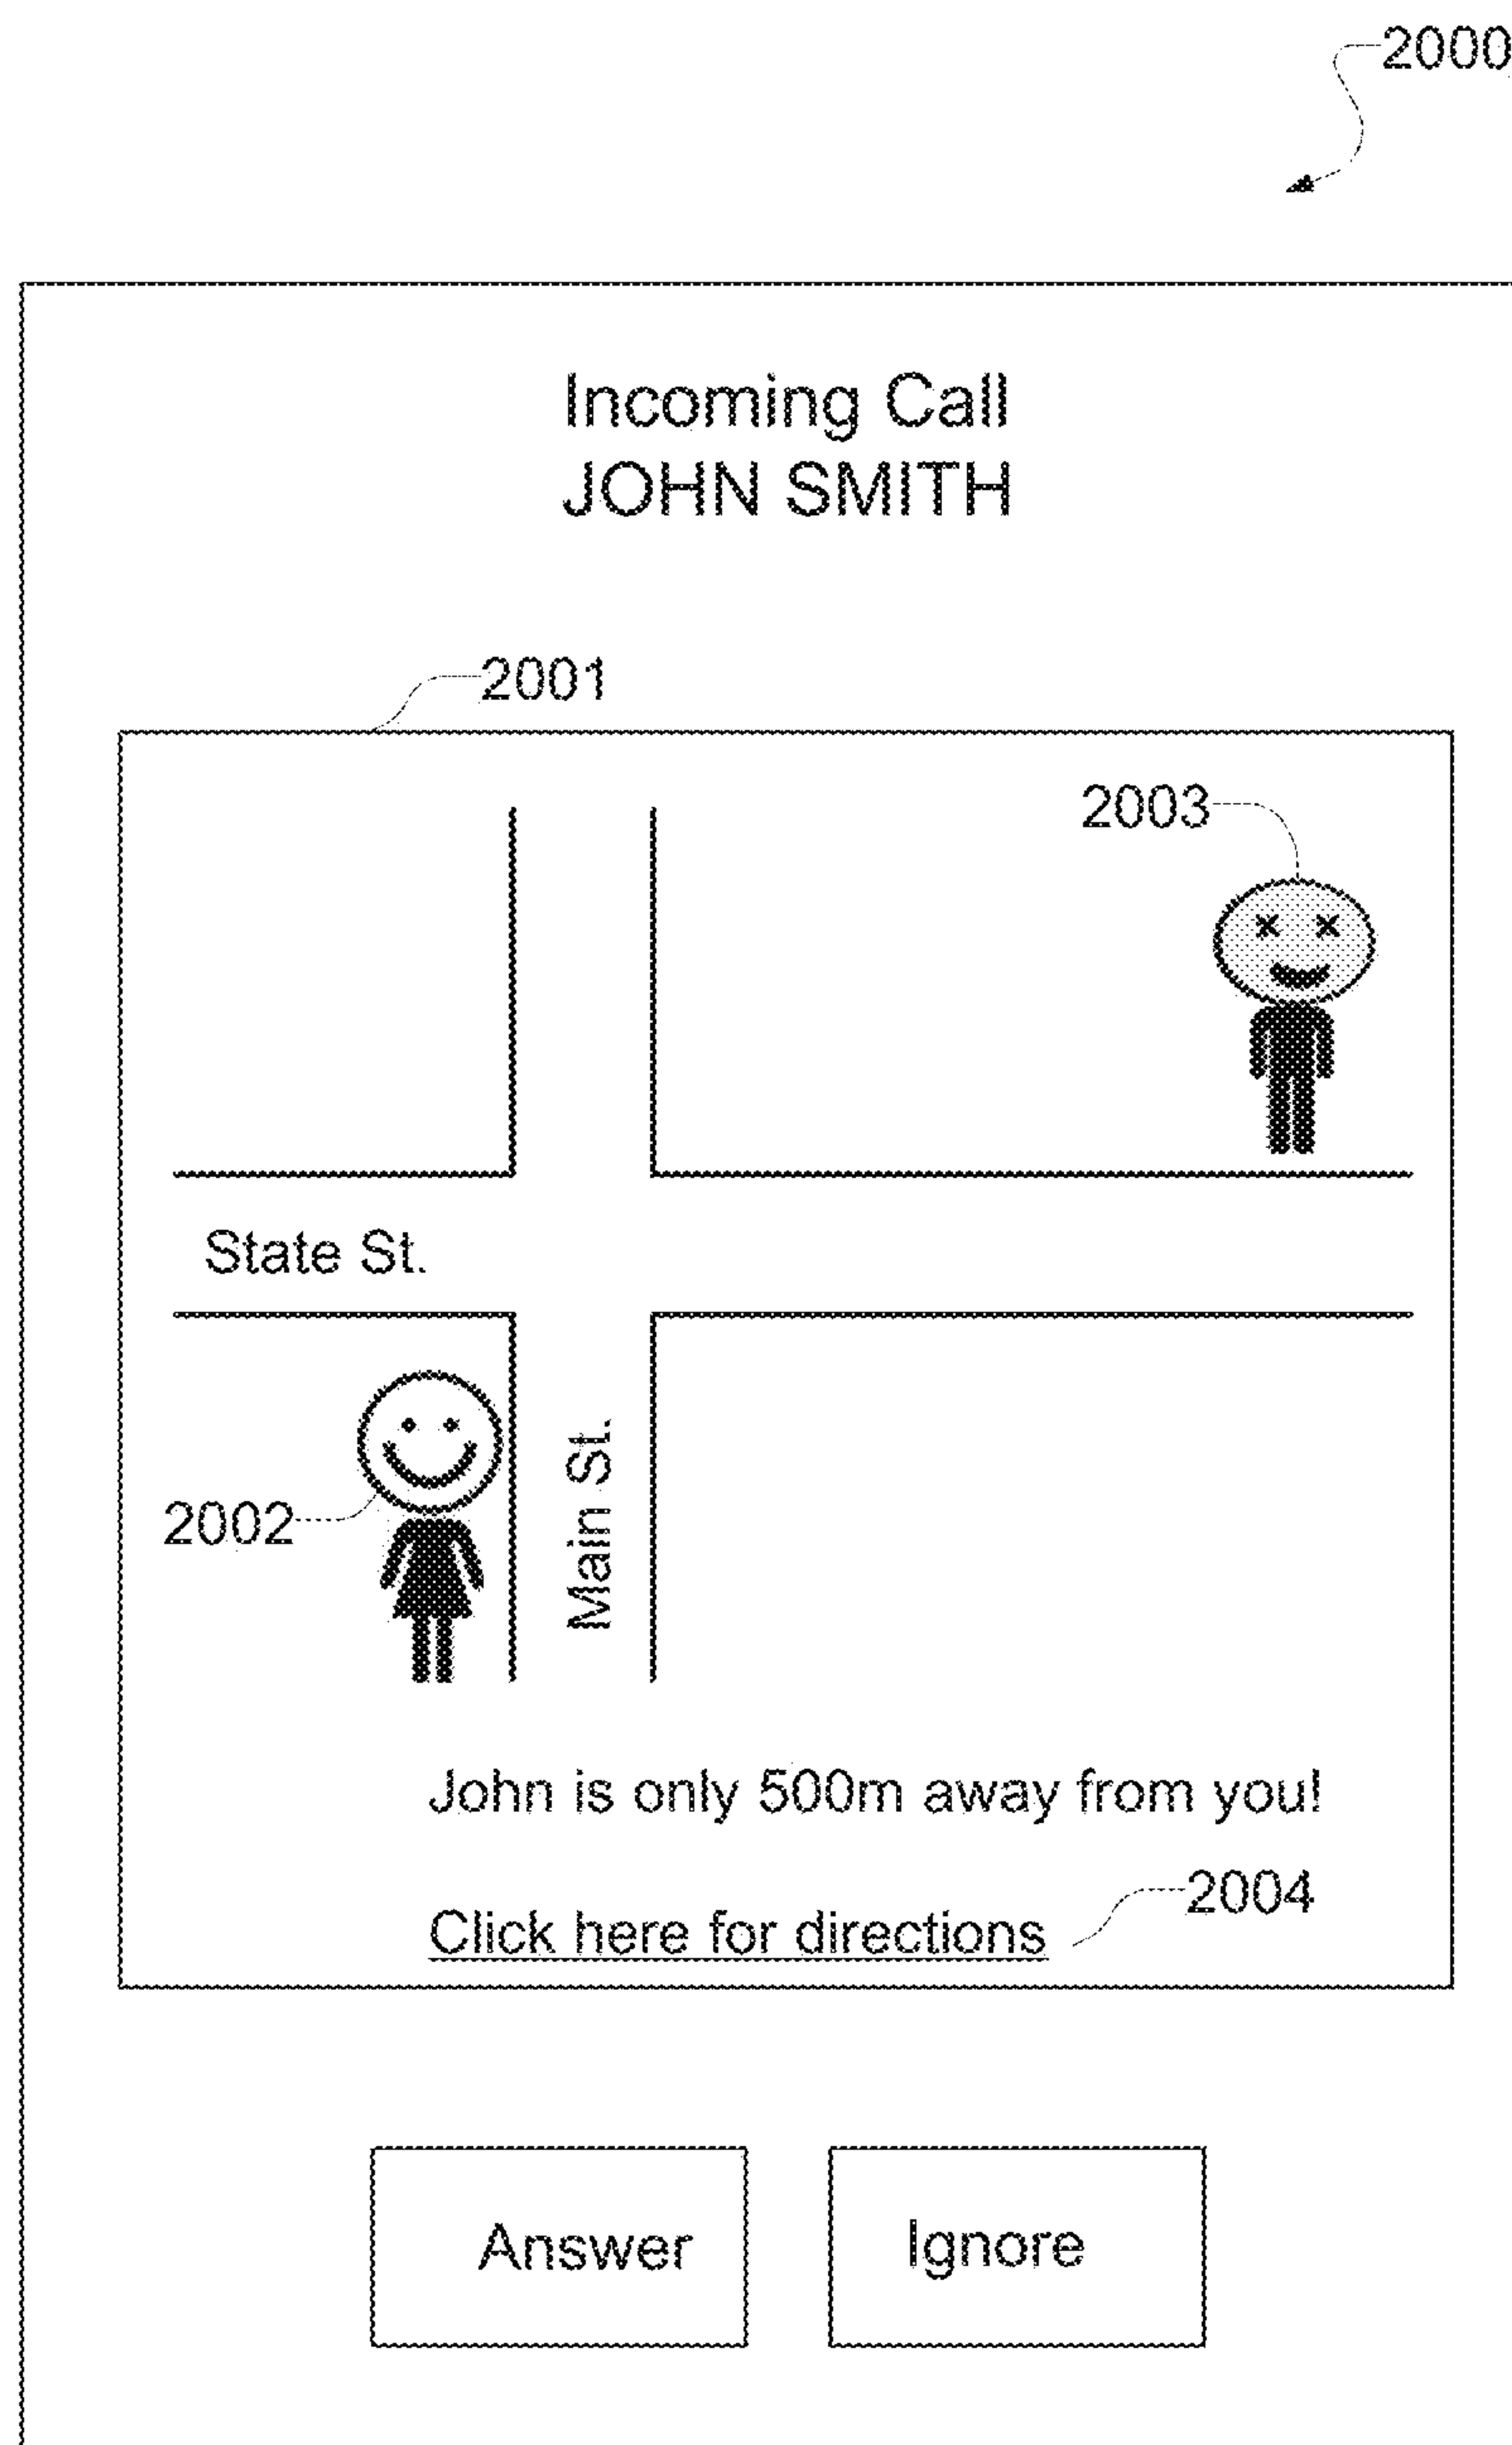 2000
Incoming Call
JOHN SMITH
2001
2003
State St.
2002
Main St.
John is only 500m away from you!
2004
Click here for directions
Answer
Ignore